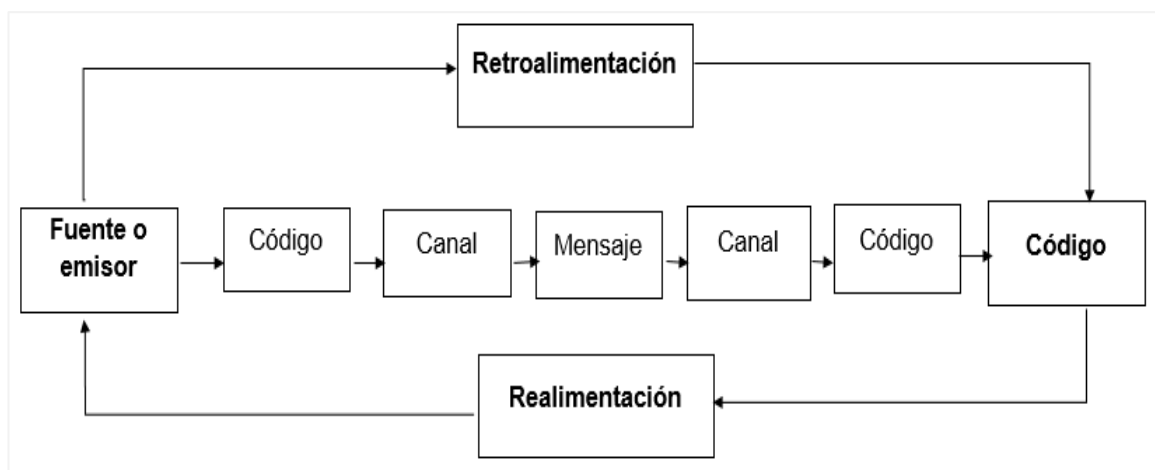 Retroalimentación
Fuente o
emisor
Código
Canal
Mensaje
Canal
Código
Código
Realimentación